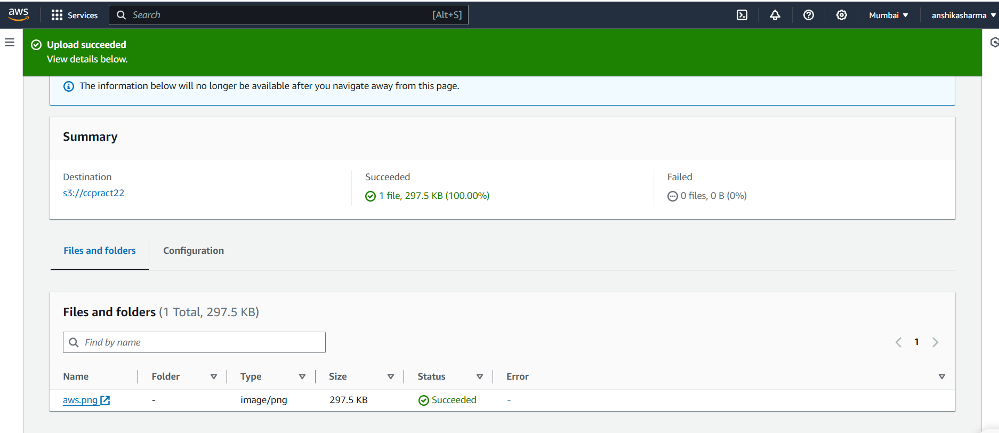 aws Services Search [Alt+S] Mumbai anshikasharma
Upload succeeded
View details below.
The information below will no longer be available after you navigate away from this page.
Summary
Destination
s3://ccpract22
Succeeded
1 file, 297.5 KB (100.00%)
Failed
0 files, 0 B (0%)
Files and folders Configuration
Files and folders (1 Total, 297.5 KB)
Find by name
1
Name Folder Type Size Status Error
aws.png - image/png 297.5 KB Succeeded -